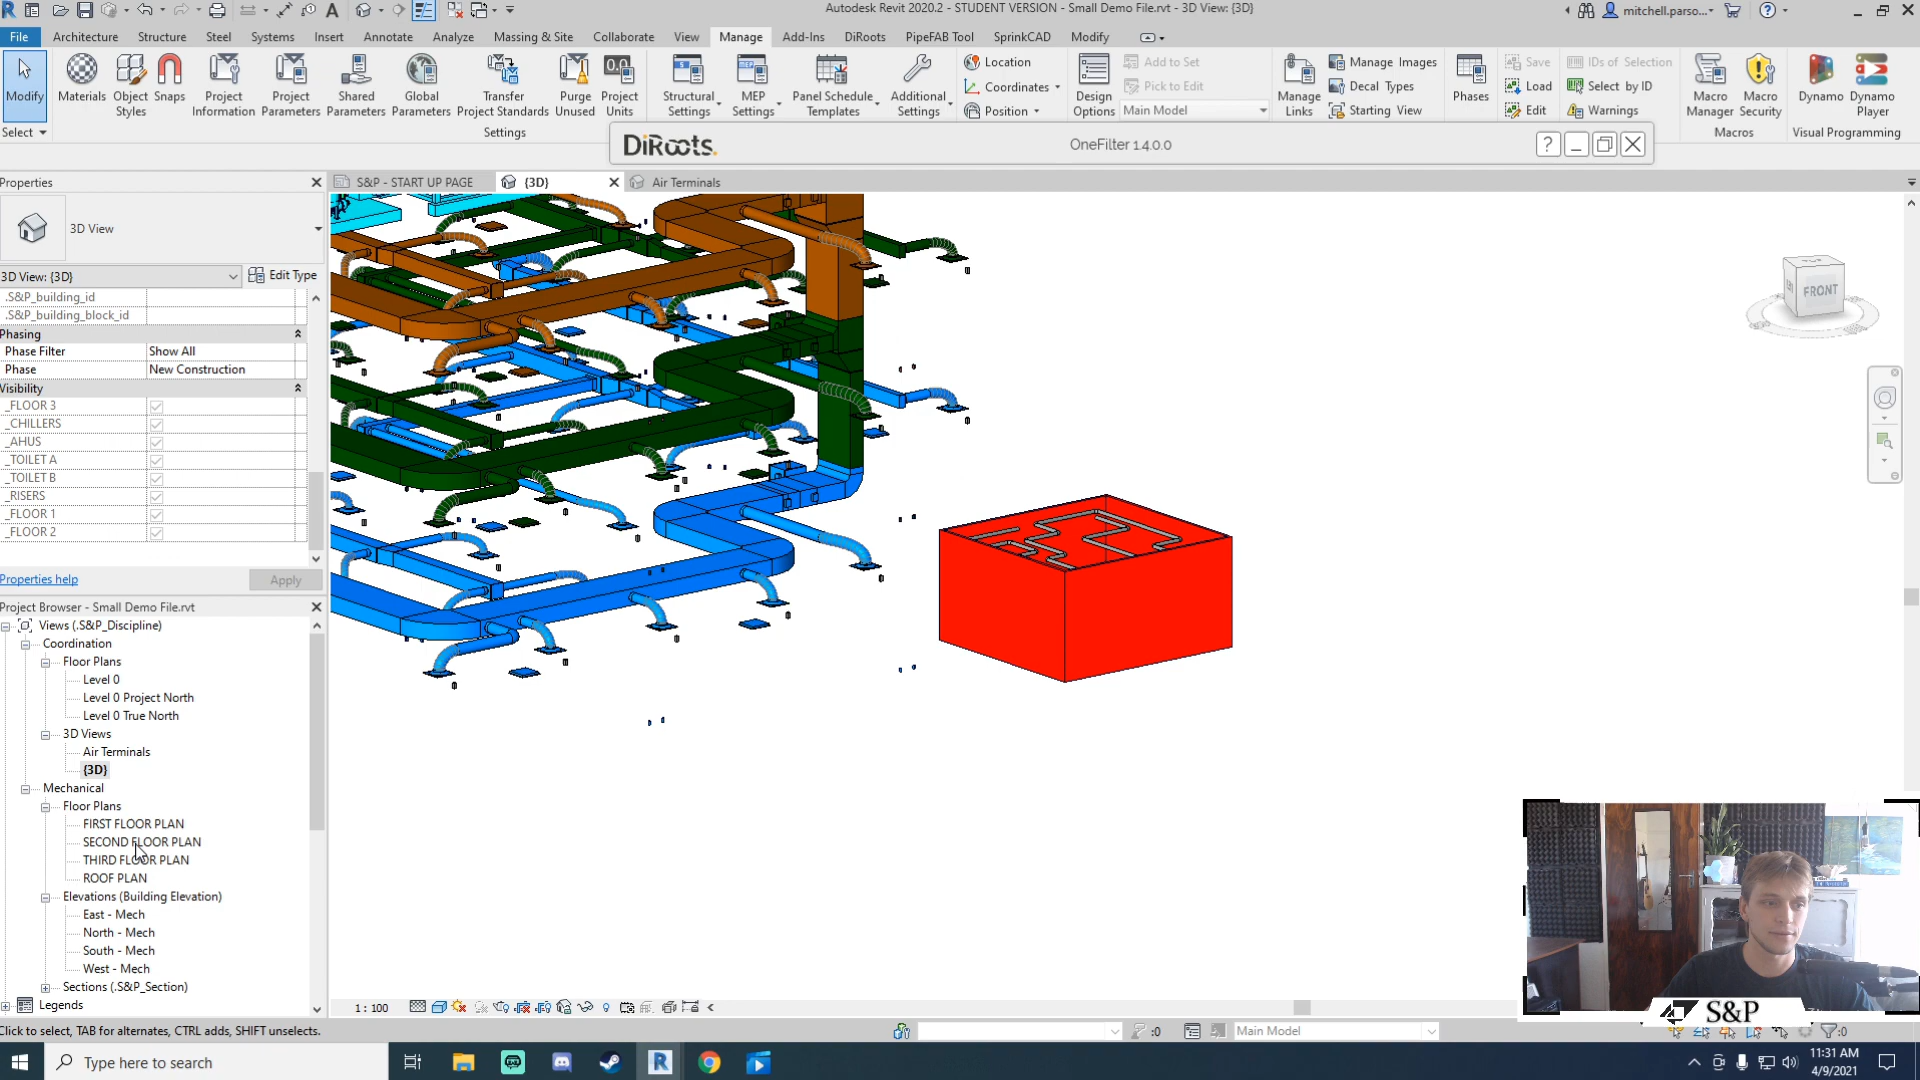 Autodesk Revit 2020.2 - STUDENT VERSION - Small Demo File.rvt - 3D View: {3D}
mitchell.parso...
File Architecture Structure Steel Systems Insert Annotate Analyze Massing & Site Collaborate View Manage Add-Ins DiRoots PipeFAB Tool SprinkCAD Modify
Modify
Materials
Object Styles
Snaps
Project Information
Project Parameters
Shared Parameters
Global Parameters
Transfer Project Standards
Purge Unused
Project Units
Structural Settings
MEP Settings
Panel Schedule Templates
Additional Settings
Location
Coordinates
Position
Design Options
Add to Set
Pick to Edit
Main Model
Manage Links
Manage Images
Decal Types
Starting View
Phases
Save
Load
Edit
IDs of Selection
Select by ID
Warnings
Macro Manager
Macro Security
Dynamo
Dynamo Player
Select
Settings
Macros
Visual Programming
DiRoots.
OneFilter 1.4.0.0
?
Properties
S&P - START UP PAGE
{3D}
Air Terminals
3D View
3D View: {3D}
Edit Type
.S&P_building_id
.S&P_building_block_id
Phasing
Phase Filter Show All
Phase New Construction
Visibility
_FLOOR 3
_CHILLERS
_AHUS
_TOILET A
_TOILET B
_RISERS
_FLOOR 1
_FLOOR 2
Properties help
Apply
Project Browser - Small Demo File.rvt
Views (.S&P_Discipline)
Coordination
Floor Plans
Level 0
Level 0 Project North
Level 0 True North
3D Views
Air Terminals
{3D}
Mechanical
Floor Plans
FIRST FLOOR PLAN
SECOND FLOOR PLAN
THIRD FLOOR PLAN
ROOF PLAN
Elevations (Building Elevation)
East - Mech
North - Mech
South - Mech
West - Mech
Sections (.S&P_Section)
Legends
FRONT
1 : 100
S&P
Click to select, TAB for alternates, CTRL adds, SHIFT unselects.
:0
Main Model
:0
Type here to search
11:31 AM
4/9/2021